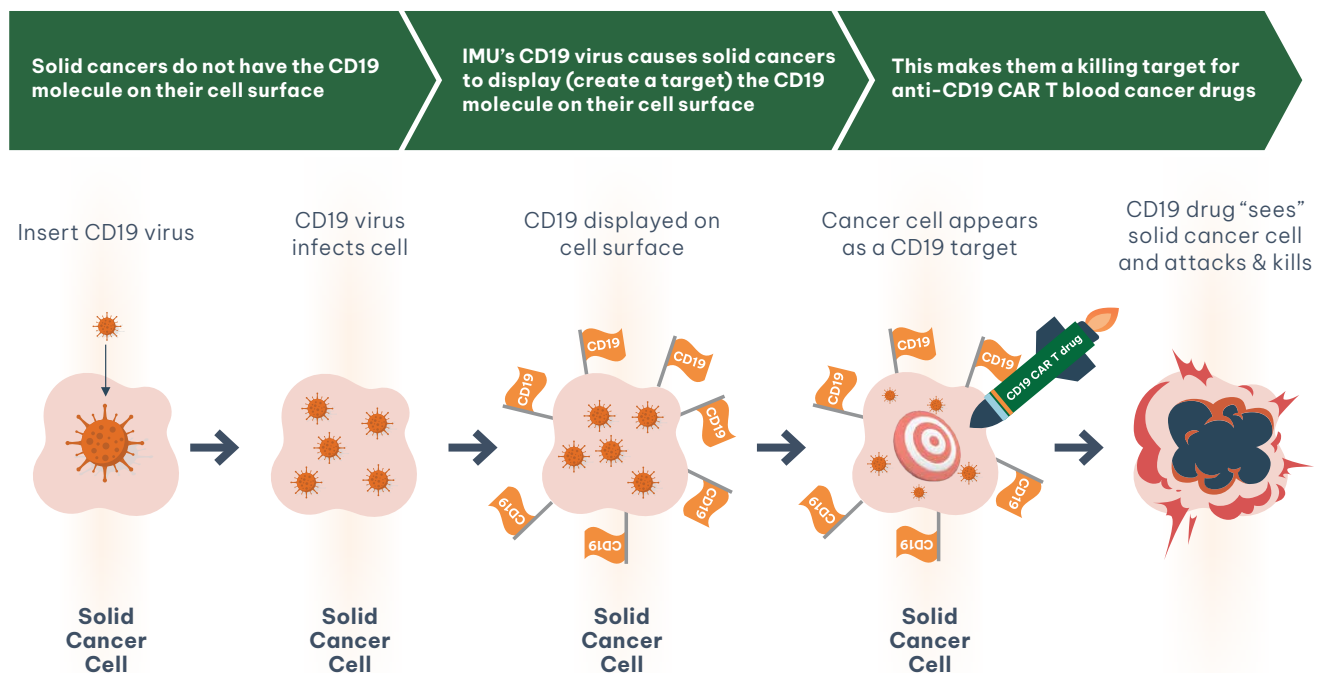 Solid cancers do not have the CD19
molecule on their cell surface
IMU’s CD19 virus causes solid cancers
to display (create a target) the CD19
molecule on their cell surface
This makes them a killing target for
anti-CD19 CAR T blood cancer drugs
Insert CD19 virus
CD19 virus
infects cell
CD19 displayed on
cell surface
Cancer cell appears
as a CD19 target
CD19 drug “sees”
solid cancer cell
and attacks & kills
CD19
CD19
CD19
CD19
CD19
CD19
CD19
CD19
CD19
CD19
CD19
CD19
CD19
CD19 CAR T drug
Solid
Cancer
Cell
Solid
Cancer
Cell
Solid
Cancer
Cell
Solid
Cancer
Cell